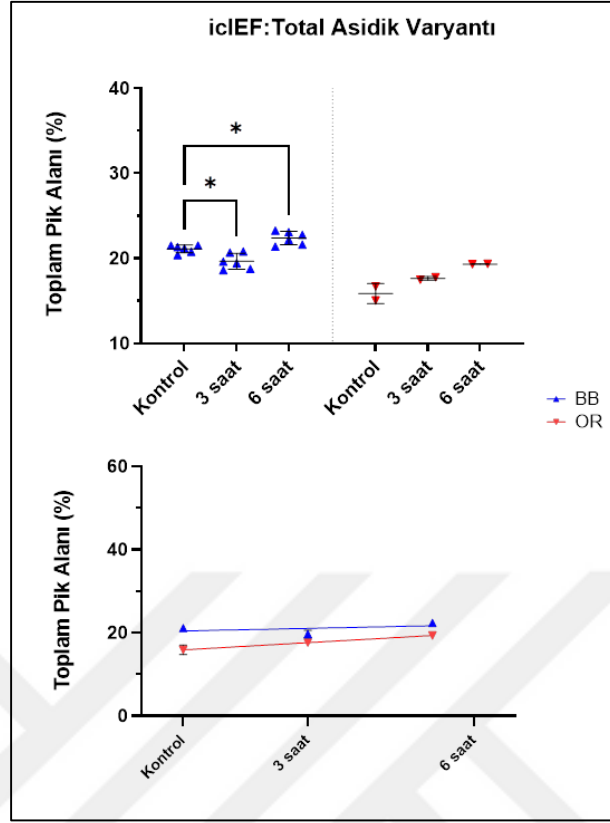 icIEF:Total Asidik Varyantı
Toplam Pik Alanı (%)
40
30
20
10
*
*
Kontrol
3 saat
6 saat
Kontrol
3 saat
6 saat
BB
OR
Toplam Pik Alanı (%)
60
40
20
0
Kontrol
3 saat
6 saat